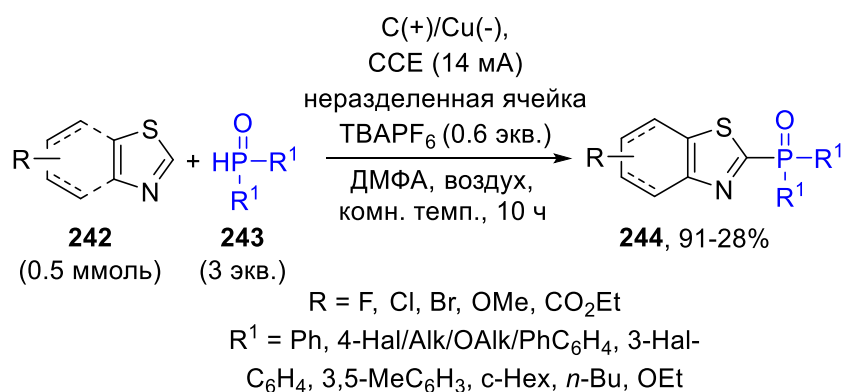 C(+)/Cu(-),
CCE (14 мА)
неразделенная ячейка
TBAPF6 (0.6 экв.)
R S N + HP O R1 R1
R S N P O R1 R1
ДМФА, воздух,
комн. темп., 10 ч
242 243 244, 91-28%
(0.5 ммоль) (3 экв.)
R = F, Cl, Br, OMe, CO2Et
R1 = Ph, 4-Hal/Alk/OAlk/PhC6H4, 3-Hal-
C6H4, 3,5-MeC6H3, c-Hex, n-Bu, OEt